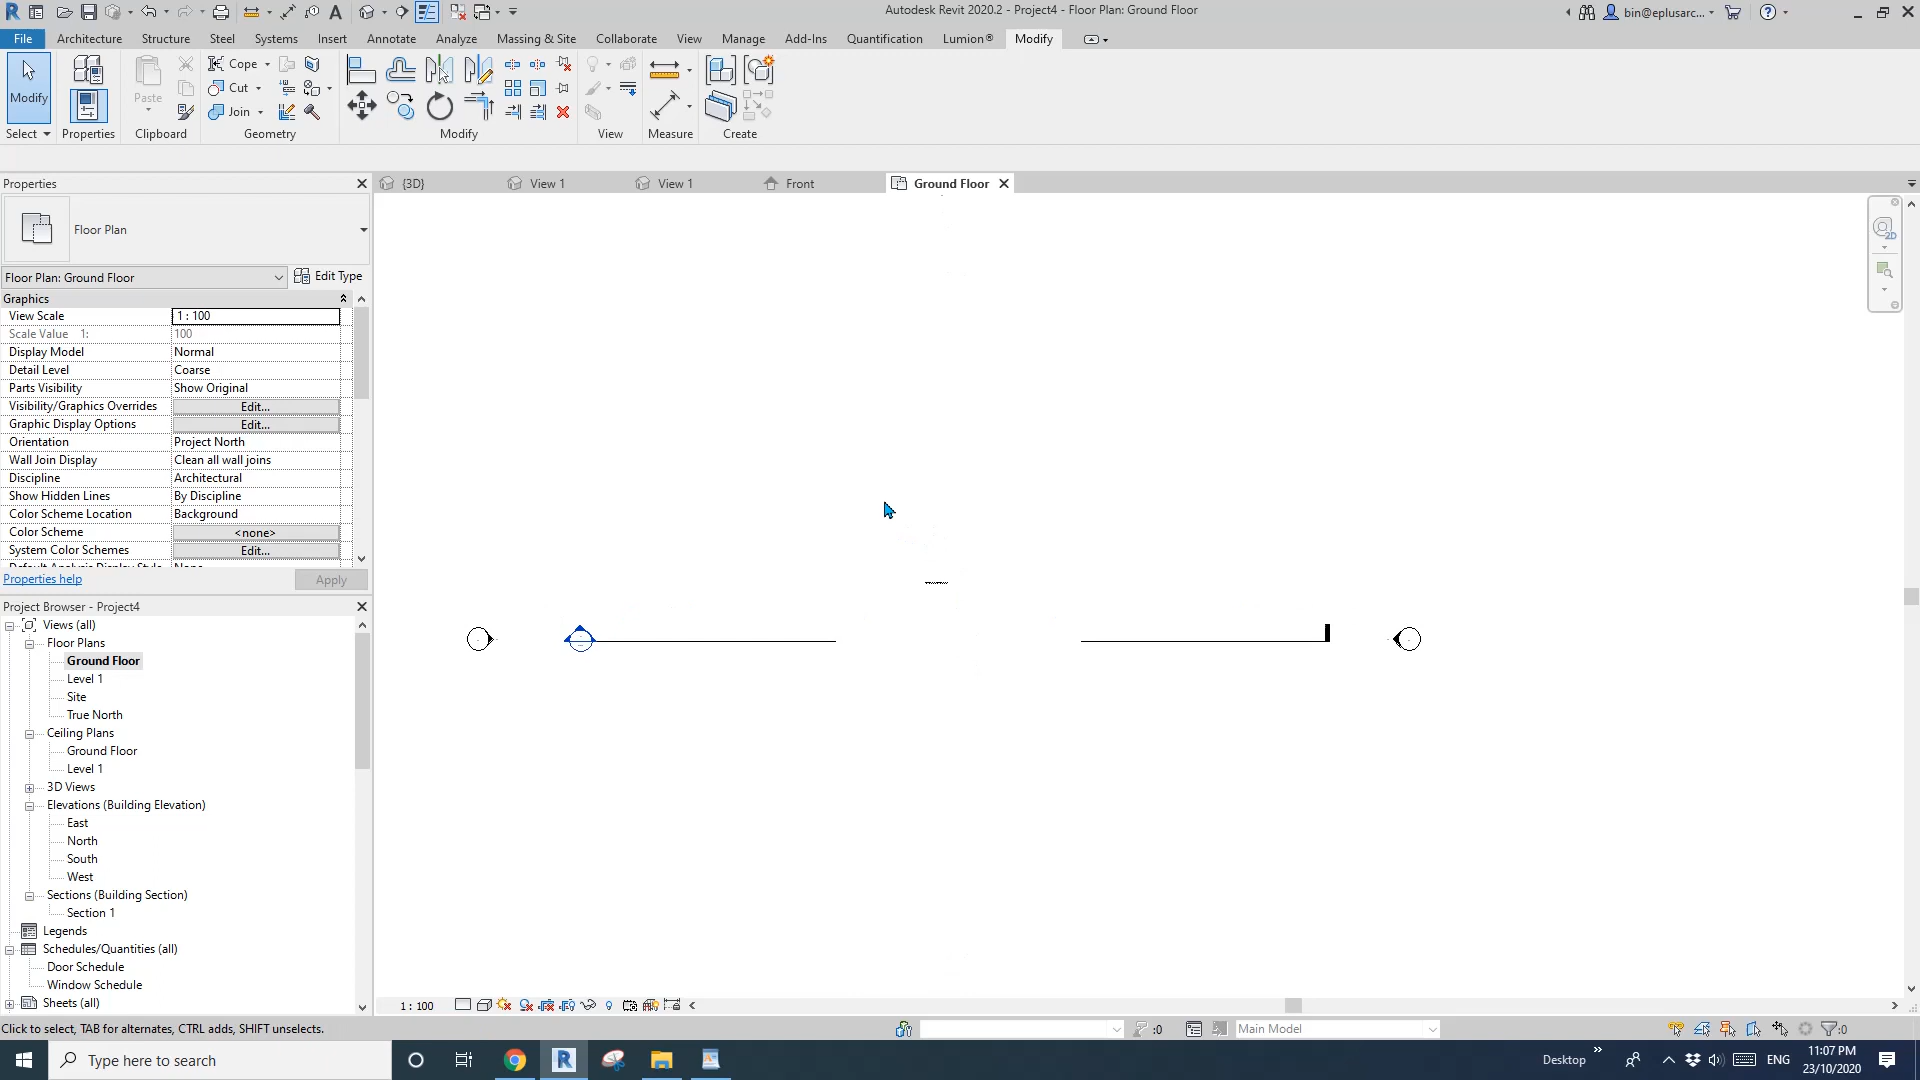 Autodesk Revit 2020.2 - Project4 - Floor Plan: Ground Floor
bin@eplusarc...
File Architecture Structure Steel Systems Insert Annotate Analyze Massing & Site Collaborate View Manage Add-Ins Quantification Lumion® Modify
Modify
Paste
Cope
Cut
Join
Select Properties Clipboard Geometry Modify View Measure Create
Properties
{3D} View 1 View 1 Front Ground Floor
Floor Plan
Floor Plan: Ground Floor Edit Type
Graphics
View Scale 1 : 100
Scale Value 1: 100
Display Model Normal
Detail Level Coarse
Parts Visibility Show Original
Visibility/Graphics Overrides Edit...
Graphic Display Options Edit...
Orientation Project North
Wall Join Display Clean all wall joins
Discipline Architectural
Show Hidden Lines By Discipline
Color Scheme Location Background
Color Scheme <none>
System Color Schemes Edit...
Properties help Apply
Project Browser - Project4
Views (all)
Floor Plans
Ground Floor
Level 1
Site
True North
Ceiling Plans
Ground Floor
Level 1
3D Views
Elevations (Building Elevation)
East
North
South
West
Sections (Building Section)
Section 1
Legends
Schedules/Quantities (all)
Door Schedule
Window Schedule
Sheets (all)
1 : 100
Click to select, TAB for alternates, CTRL adds, SHIFT unselects.
:0
Main Model
:0
Type here to search
Desktop
ENG
11:07 PM
23/10/2020